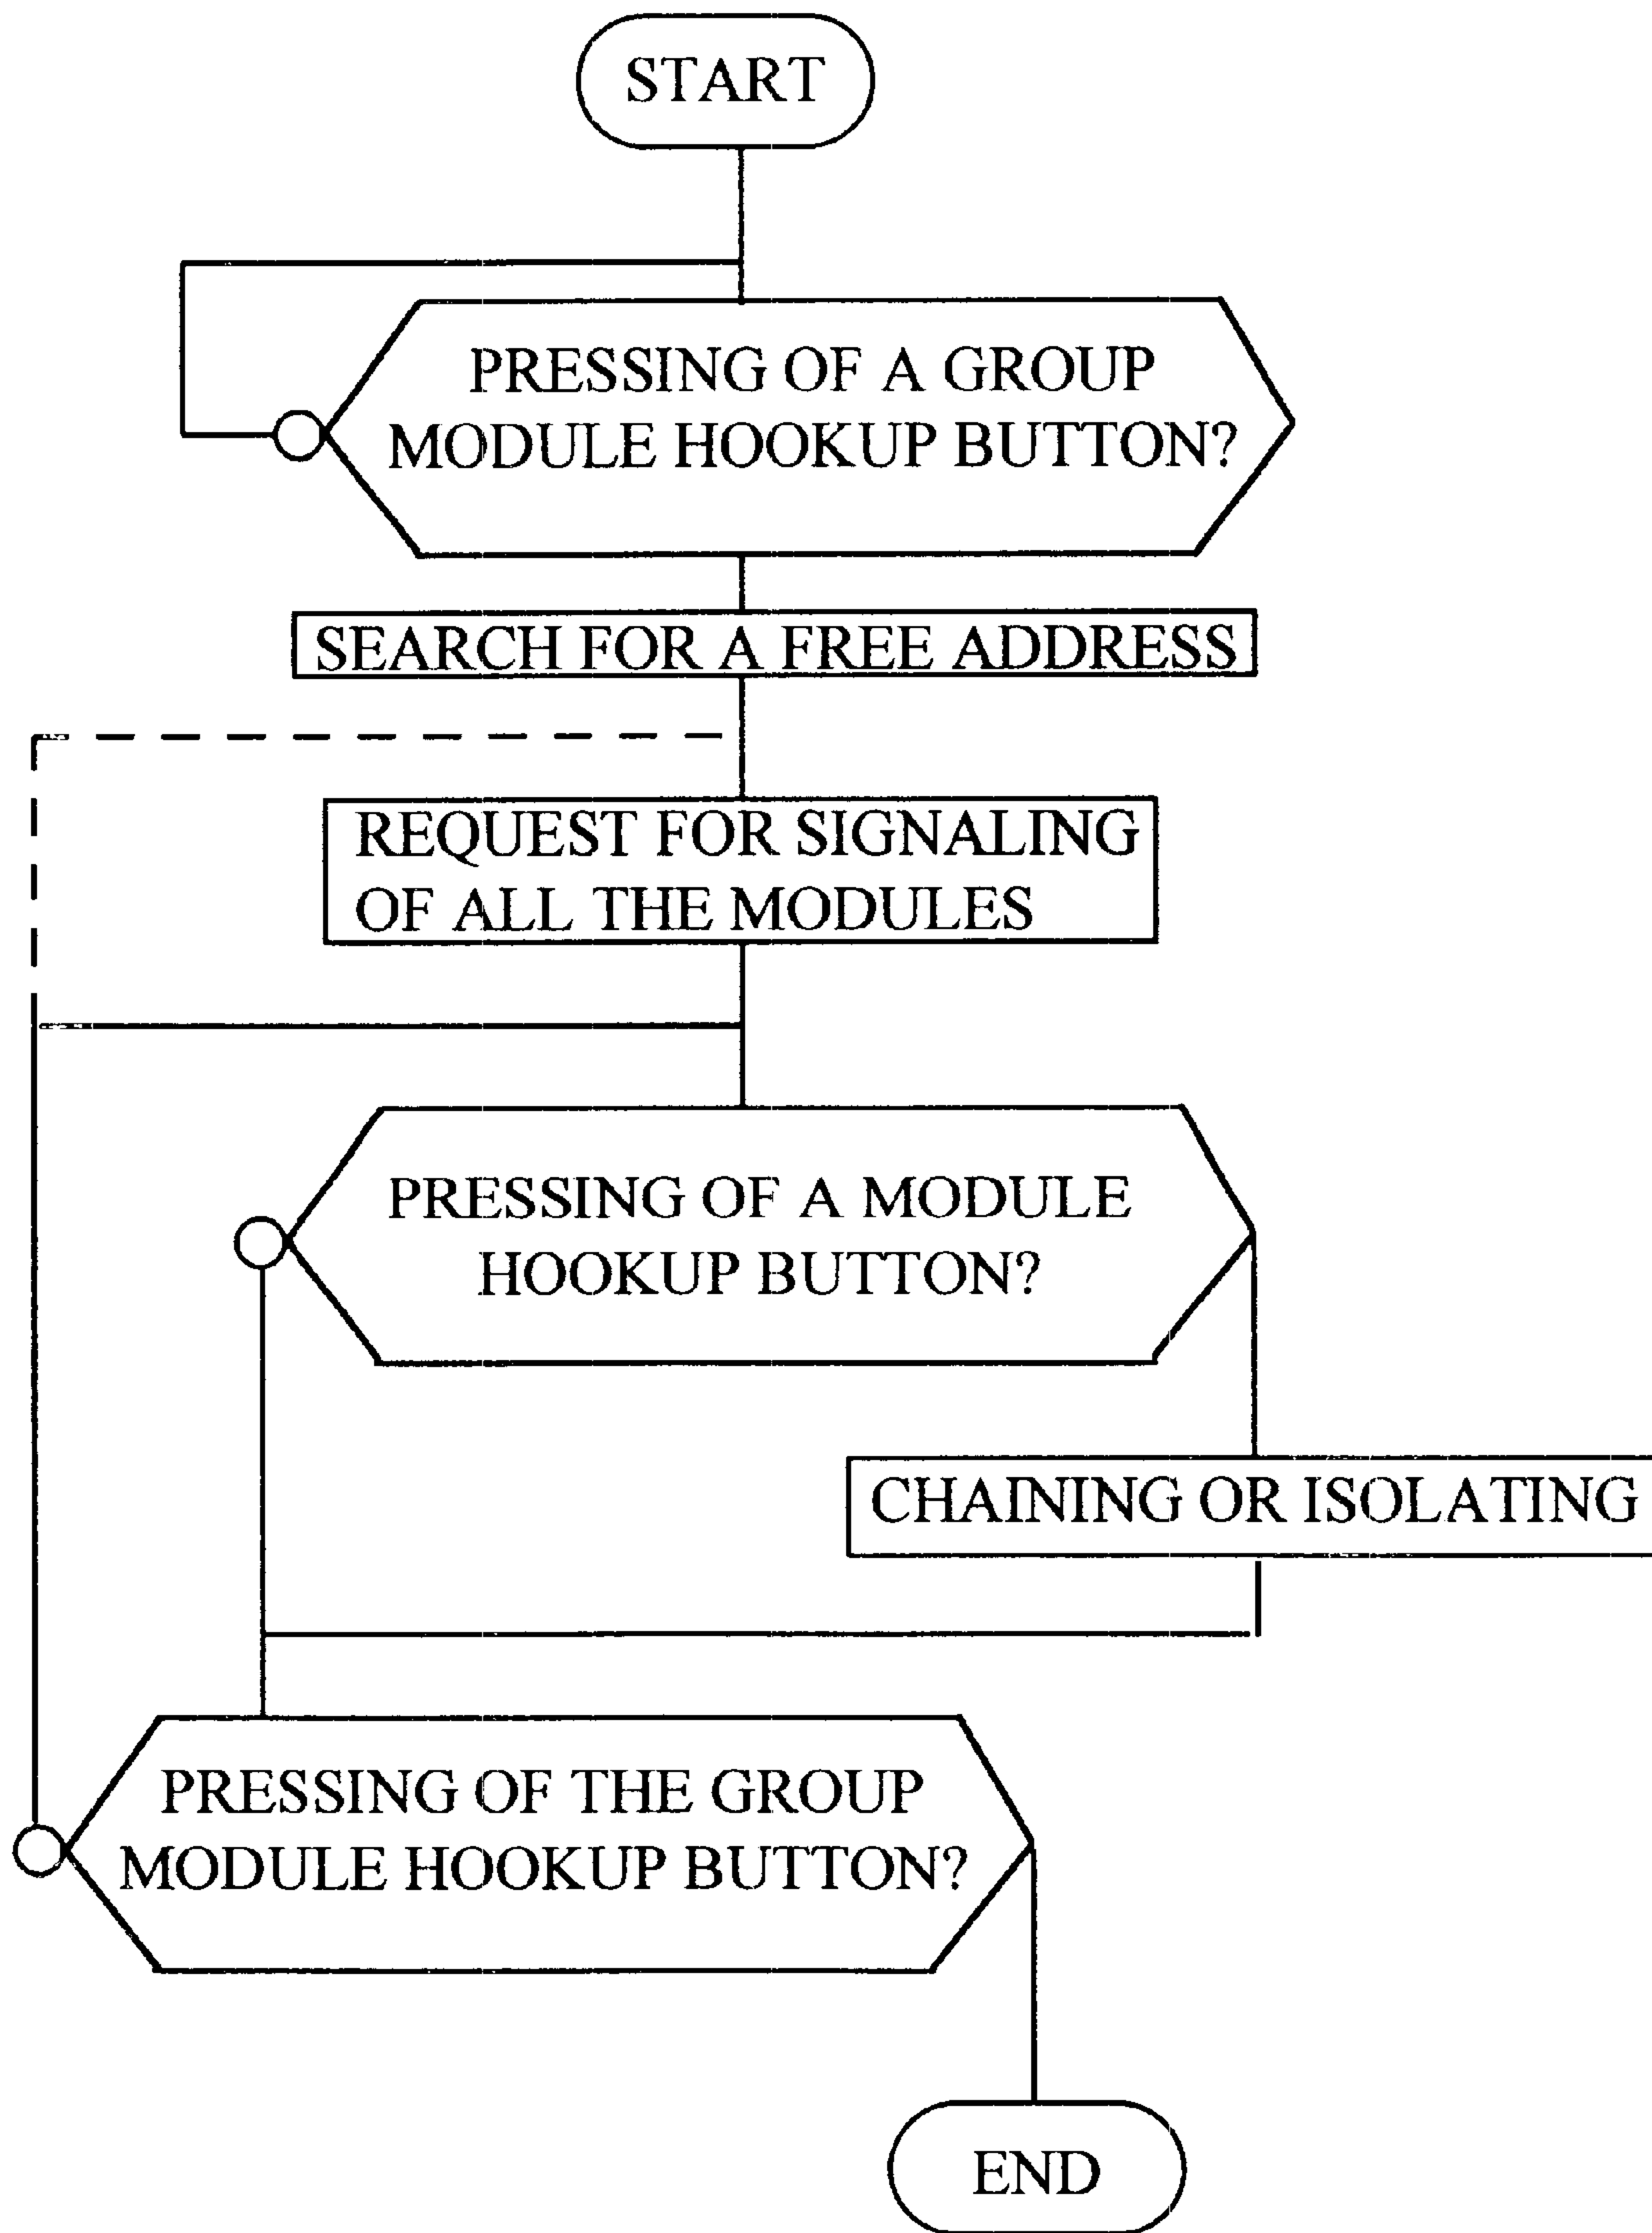 START
PRESSING OF A GROUP
MODULE HOOKUP BUTTON?
SEARCH FOR A FREE ADDRESS
REQUEST FOR SIGNALING
OF ALL THE MODULES
PRESSING OF A MODULE
HOOKUP BUTTON?
CHAINING OR ISOLATING
PRESSING OF THE GROUP
MODULE HOOKUP BUTTON?
END